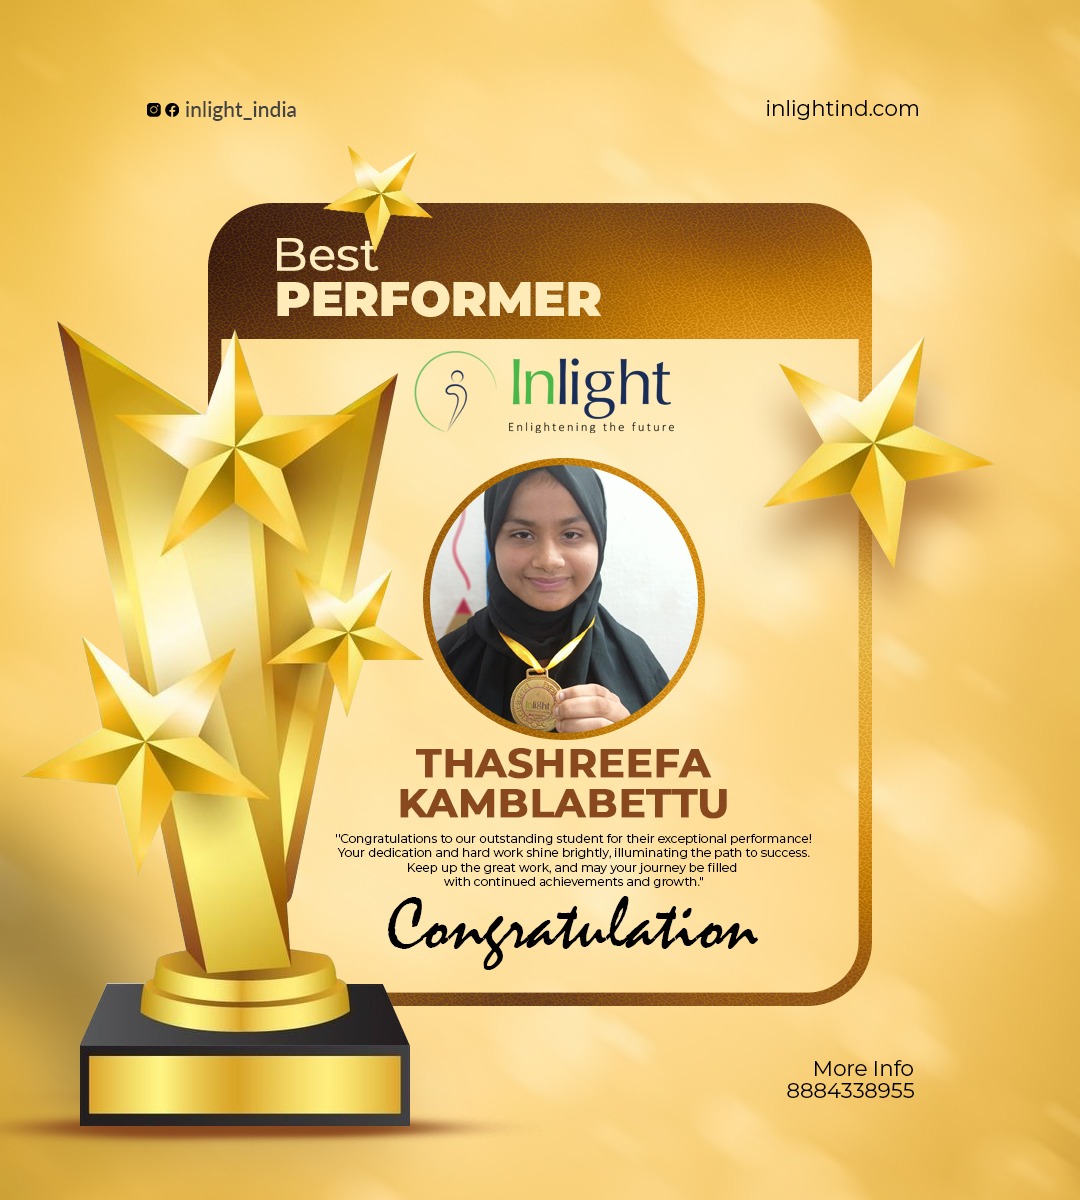 inlight_india
inlightind.com
Best
PERFORMER
Inlight
Enlightening the future
THASHREEFA
KAMBLABETTU
"Congratulations to our outstanding student for their exceptional performance!
Your dedication and hard work shine brightly, illuminating the path to success.
Keep up the great work, and may your journey be filled
with continued achievements and growth."
Congratulation
More Info
8884338955